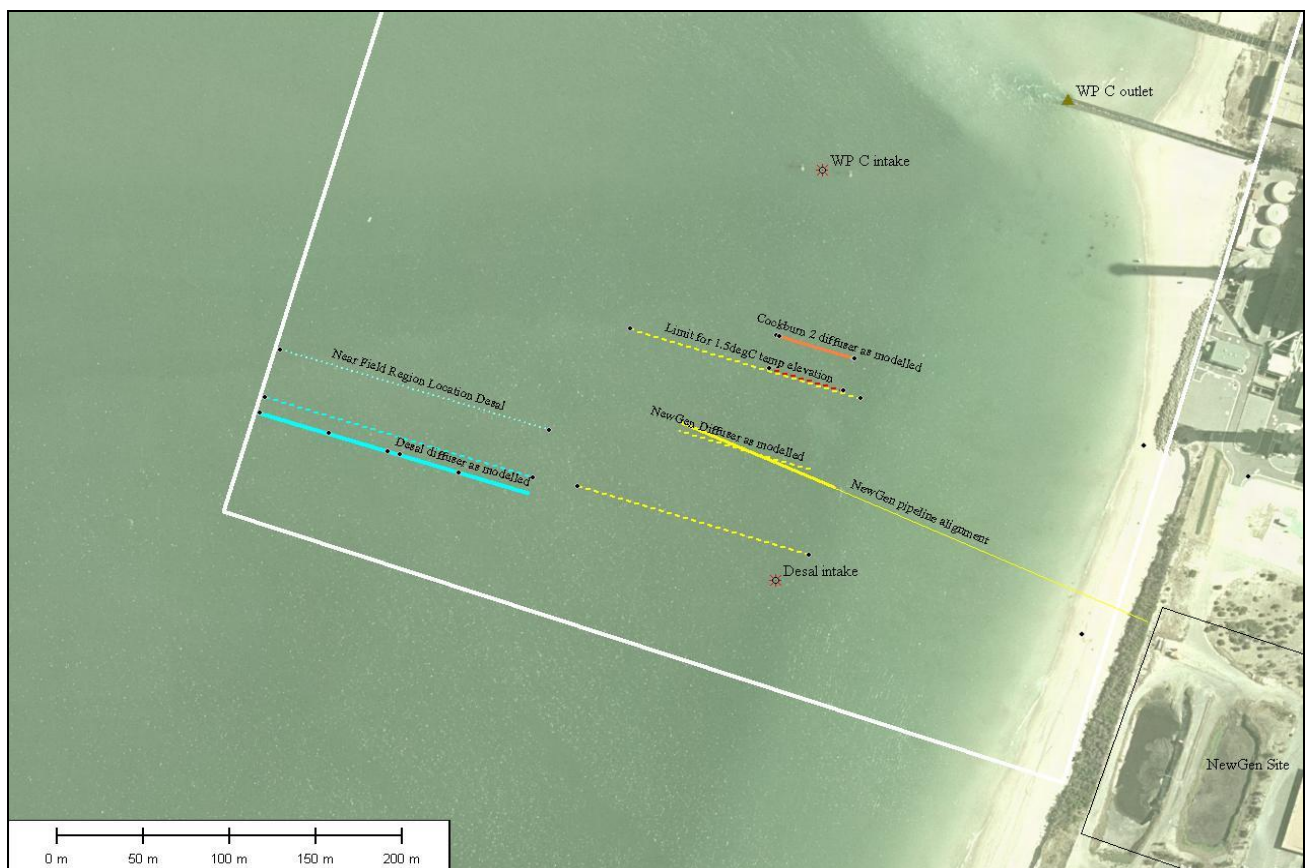 WP C outlet
WP C intake
Cockburn 2 diffuser as modelled
Limit for 1.5degC temp elevation
Near Field Region Location Desal
NewGen Diffuser as modelled
Desal diffuser as modelled
NewGen pipeline alignment
Desal intake
NewGen Site
0 m 50 m 100 m 150 m 200 m